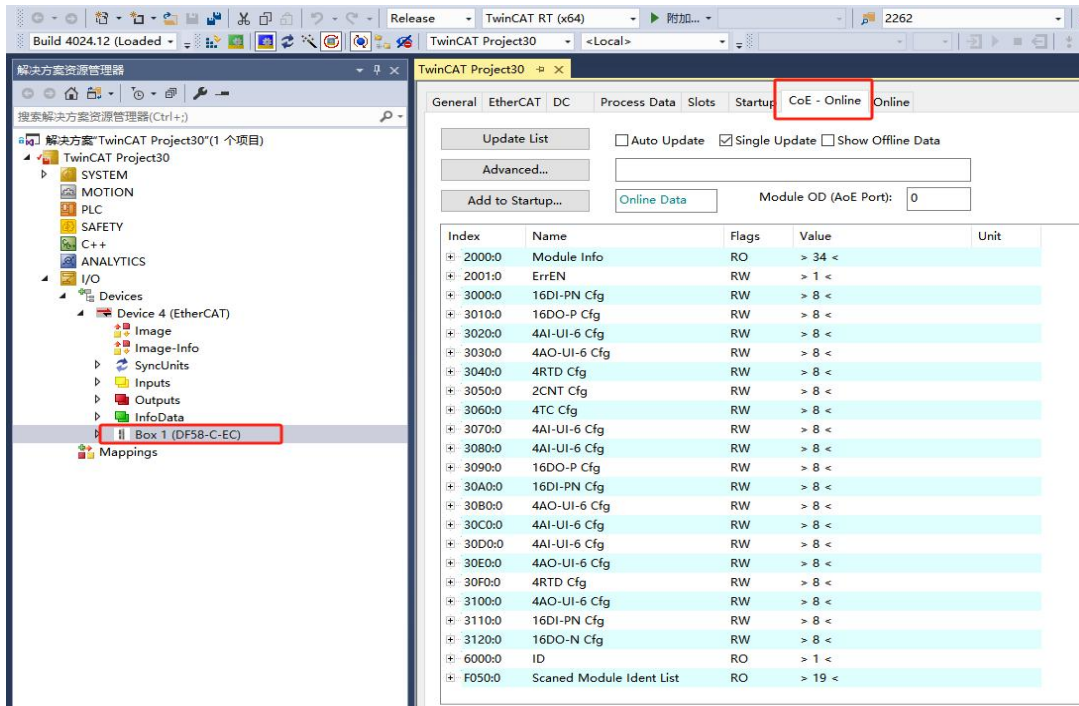 Release TwinCAT RT (x64) 附加... 2262
Build 4024.12 (Loaded TwinCAT Project30 <Local>
解决方案资源管理器
搜索解决方案资源管理器(Ctrl+;)
解决方案"TwinCAT Project30"(1 个项目)
TwinCAT Project30
SYSTEM
MOTION
PLC
SAFETY
C++
ANALYTICS
I/O
Devices
Device 4 (EtherCAT)
Image
Image-Info
SyncUnits
Inputs
Outputs
InfoData
Box 1 (DF58-C-EC)
Mappings
TwinCAT Project30
General EtherCAT DC Process Data Slots Startup CoE - Online Online
Update List Auto Update Single Update Show Offline Data
Advanced...
Add to Startup... Online Data Module OD (AoE Port): 0
Index Name Flags Value Unit
2000:0 Module Info RO > 34 <
2001:0 ErrEN RW > 1 <
3000:0 16DI-PN Cfg RW > 8 <
3010:0 16DO-P Cfg RW > 8 <
3020:0 4AI-UI-6 Cfg RW > 8 <
3030:0 4AO-UI-6 Cfg RW > 8 <
3040:0 4RTD Cfg RW > 8 <
3050:0 2CNT Cfg RW > 8 <
3060:0 4TC Cfg RW > 8 <
3070:0 4AI-UI-6 Cfg RW > 8 <
3080:0 4AI-UI-6 Cfg RW > 8 <
3090:0 16DO-P Cfg RW > 8 <
30A0:0 16DI-PN Cfg RW > 8 <
30B0:0 4AO-UI-6 Cfg RW > 8 <
30C0:0 4AI-UI-6 Cfg RW > 8 <
30D0:0 4AI-UI-6 Cfg RW > 8 <
30E0:0 4AO-UI-6 Cfg RW > 8 <
30F0:0 4RTD Cfg RW > 8 <
3100:0 4AO-UI-6 Cfg RW > 8 <
3110:0 16DI-PN Cfg RW > 8 <
3120:0 16DO-N Cfg RW > 8 <
6000:0 ID RO > 1 <
F050:0 Scaned Module Ident List RO > 19 <